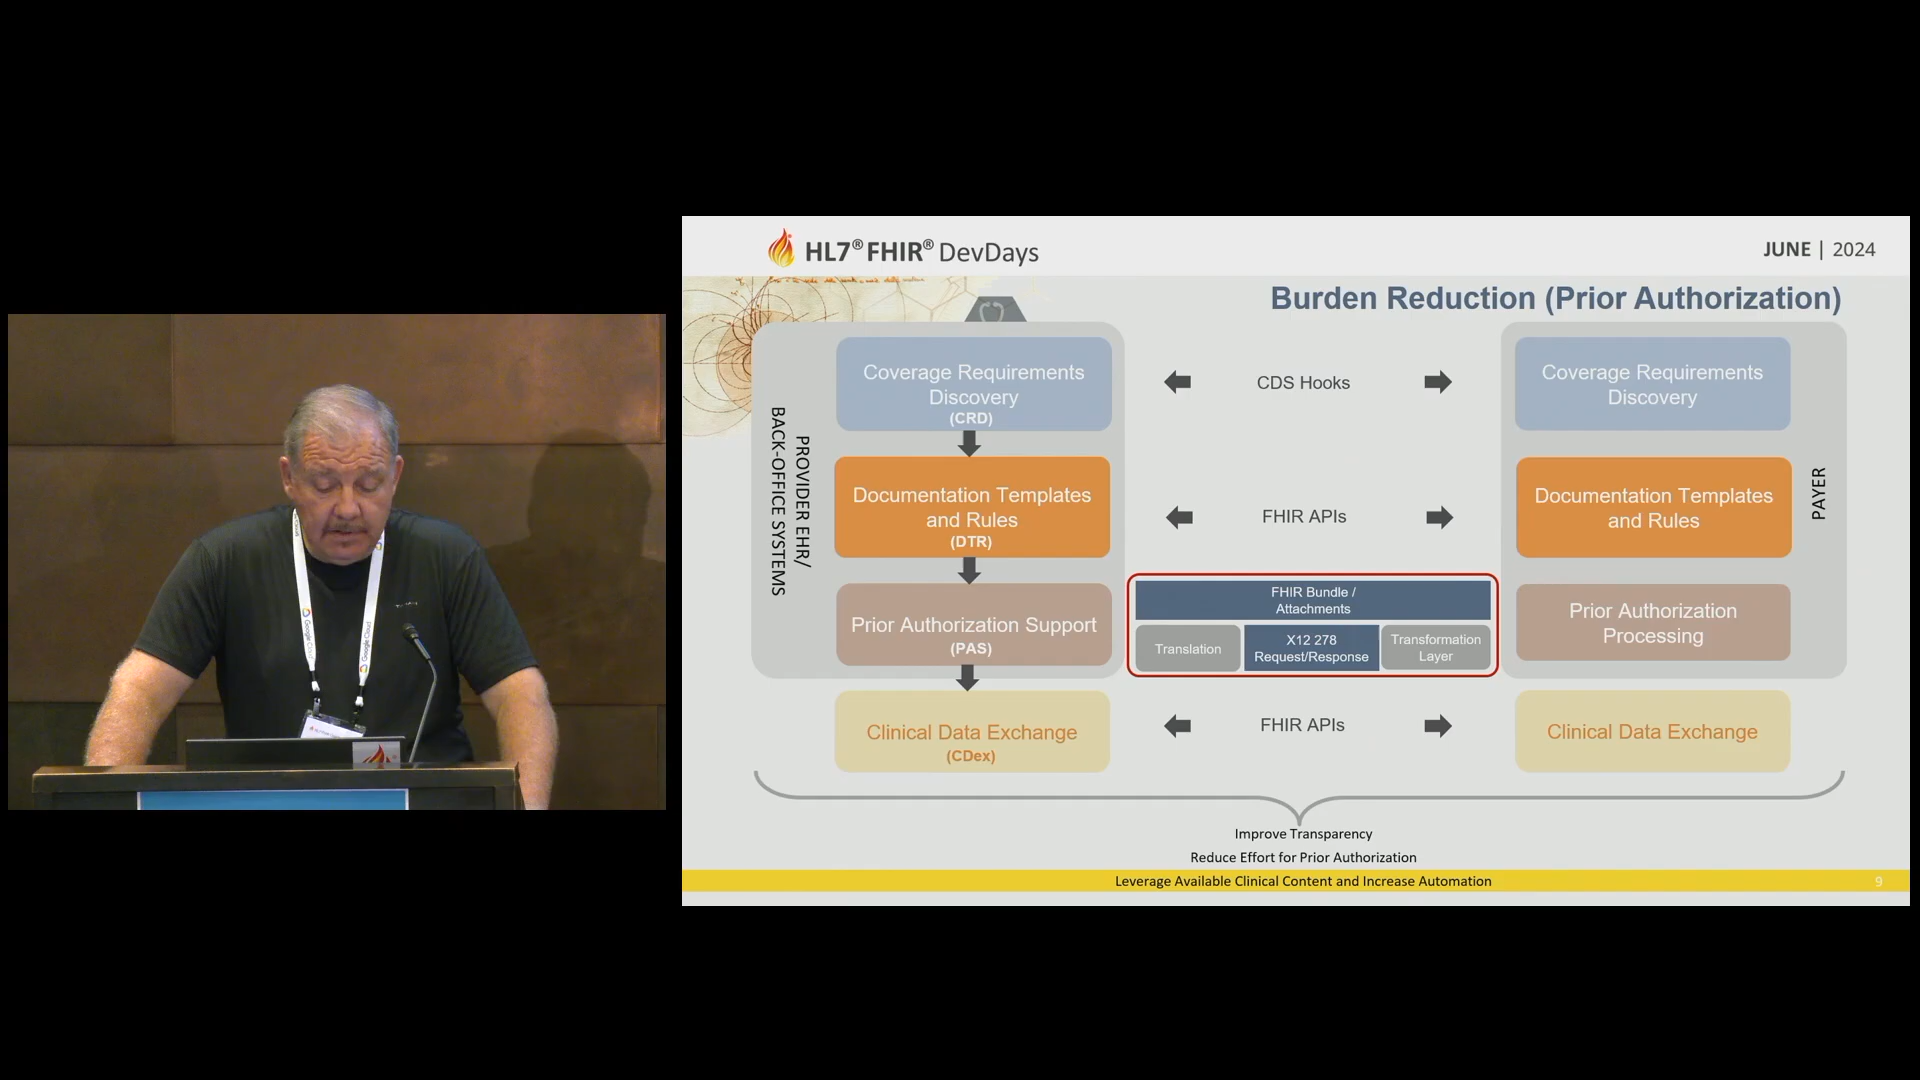 HL7® FHIR® DevDays
JUNE | 2024
Burden Reduction (Prior Authorization)
PROVIDER EHR/
BACK-OFFICE SYSTEMS
Coverage Requirements
Discovery
(CRD)
CDS Hooks
Coverage Requirements
Discovery
Documentation Templates
and Rules
(DTR)
FHIR APIs
Documentation Templates
and Rules
PAYER
Prior Authorization Support
(PAS)
FHIR Bundle /
Attachments
Translation
X12 278
Request/Response
Transformation
Layer
Prior Authorization
Processing
Clinical Data Exchange
(CDex)
FHIR APIs
Clinical Data Exchange
Improve Transparency
Reduce Effort for Prior Authorization
Leverage Available Clinical Content and Increase Automation
9
Google Cloud
Google Cloud